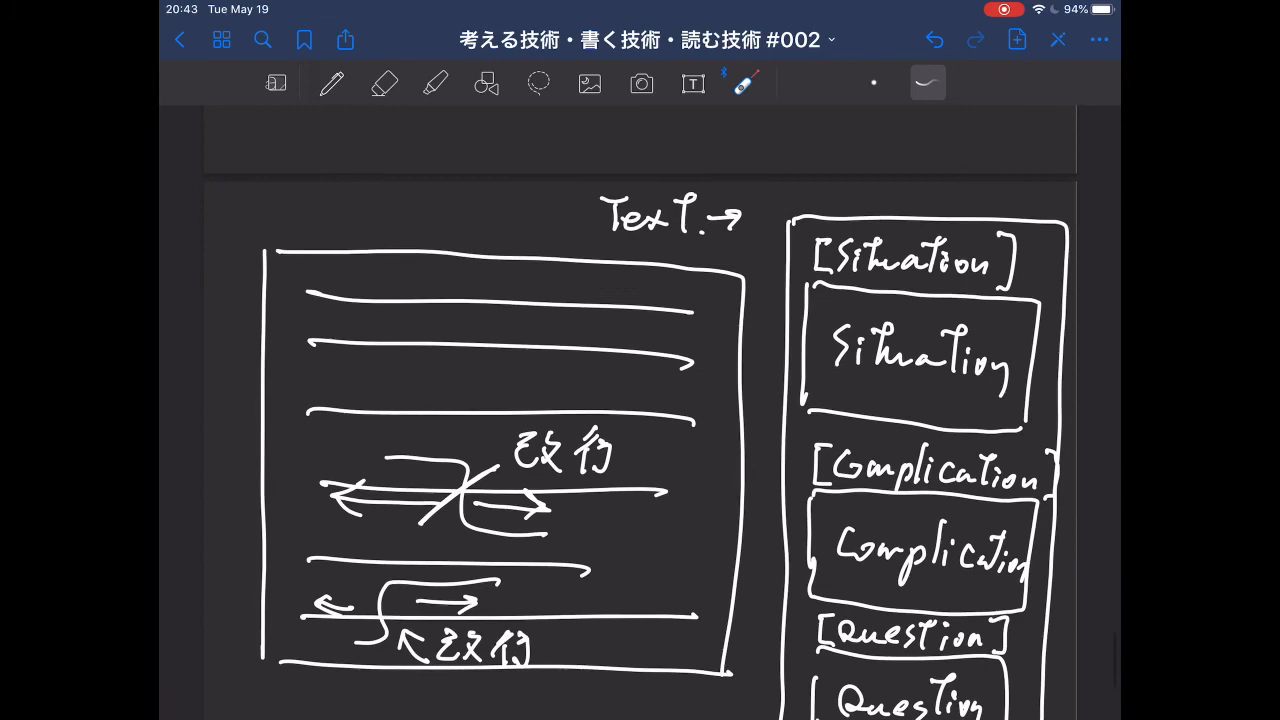 20:43 Tue May 19
94%
考える技術・書く技術・読む技術 #002
T
Text. →
[Situation]
Situation
改行
[Complication]
Complication
[Question]
↖改行
Question